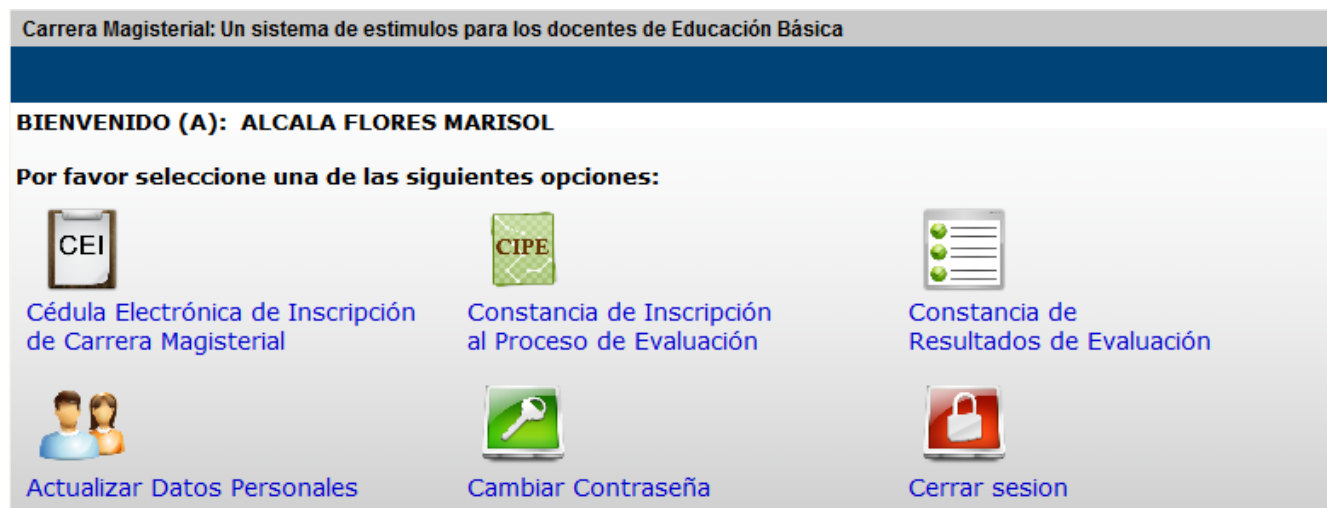 Carrera Magisterial: Un sistema de estimulos para los docentes de Educación Básica
BIENVENIDO (A): ALCALA FLORES MARISOL
Por favor seleccione una de las siguientes opciones:
CEI
CIPE
Cédula Electrónica de Inscripción
de Carrera Magisterial
Constancia de Inscripción
al Proceso de Evaluación
Constancia de
Resultados de Evaluación
Actualizar Datos Personales
Cambiar Contraseña
Cerrar sesion